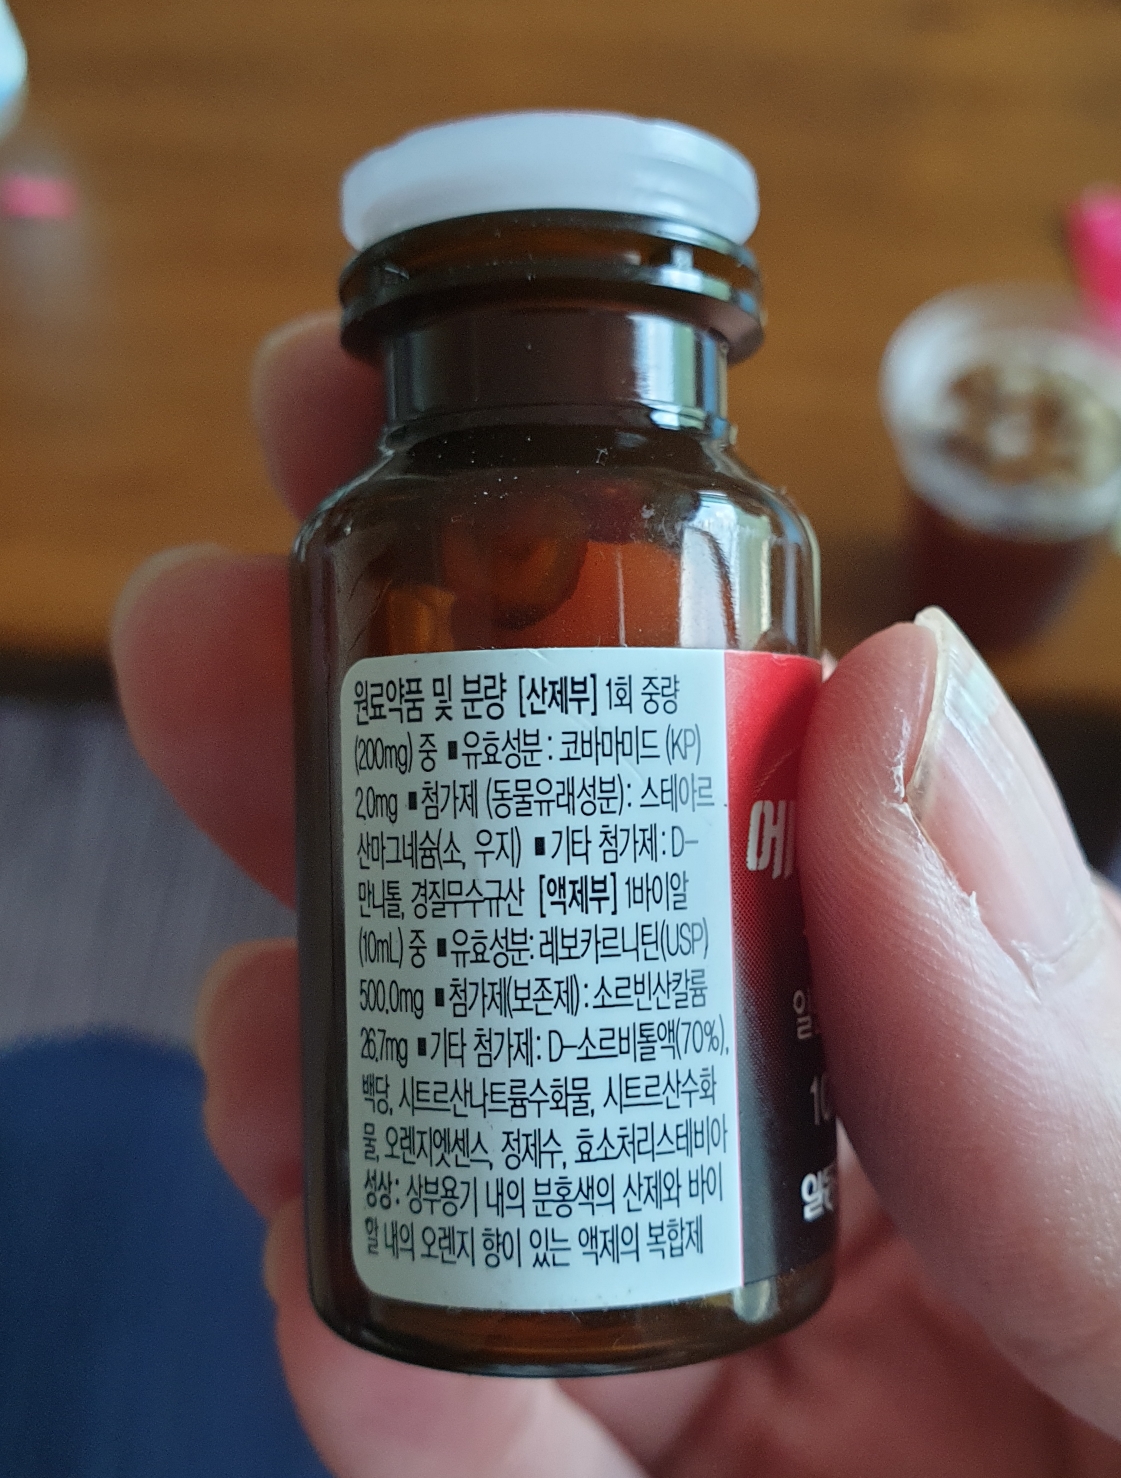 원료약품 및 분량 [산제부] 1회 중량
(200mg) 중 ■유효성분 : 코바마미드 (KP)
2.0mg ■첨가제 (동물유래성분) : 스테아르
산마그네슘(소, 우지) ■기타 첨가제 : D-
만니톨, 경질무수규산 [액제부] 1바이알
(10mL) 중 ■유효성분: 레보카르니틴(USP)
500.0mg ■첨가제(보존제) : 소르빈산칼륨
26.7mg ■기타 첨가제 : D-소르비톨액(70%),
백당, 시트르산나트륨수화물, 시트르산수화
물, 오렌지엣센스, 정제수, 효소처리스테비아
성상 : 상부용기 내의 분홍색의 산제와 바이
알 내의 오렌지 향이 있는 액제의 복합제